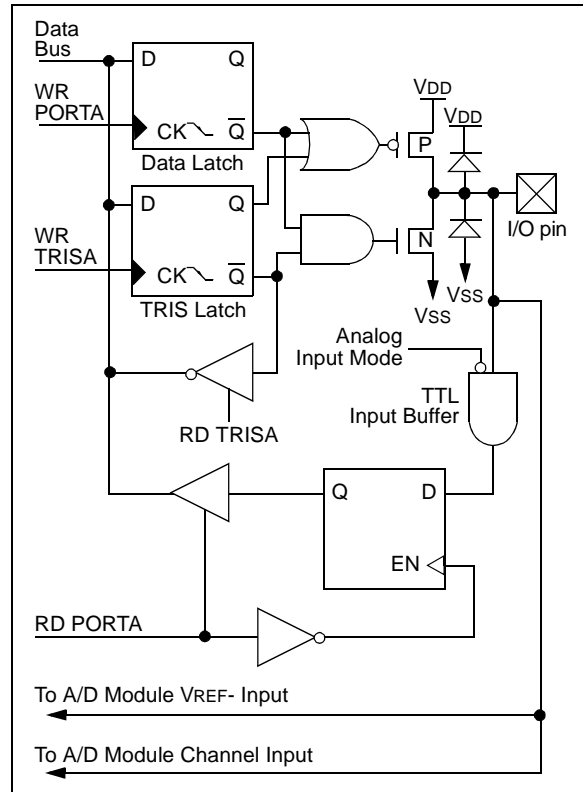 Data
Bus
D Q
WR
PORTA
CK Q
Data Latch
VDD
VDD
P
D Q
WR
TRISA
CK Q
TRIS Latch
N
I/O pin
VSS
VSS
Analog
Input Mode
TTL
Input Buffer
RD TRISA
Q D
EN
RD PORTA
To A/D Module VREF- Input
To A/D Module Channel Input